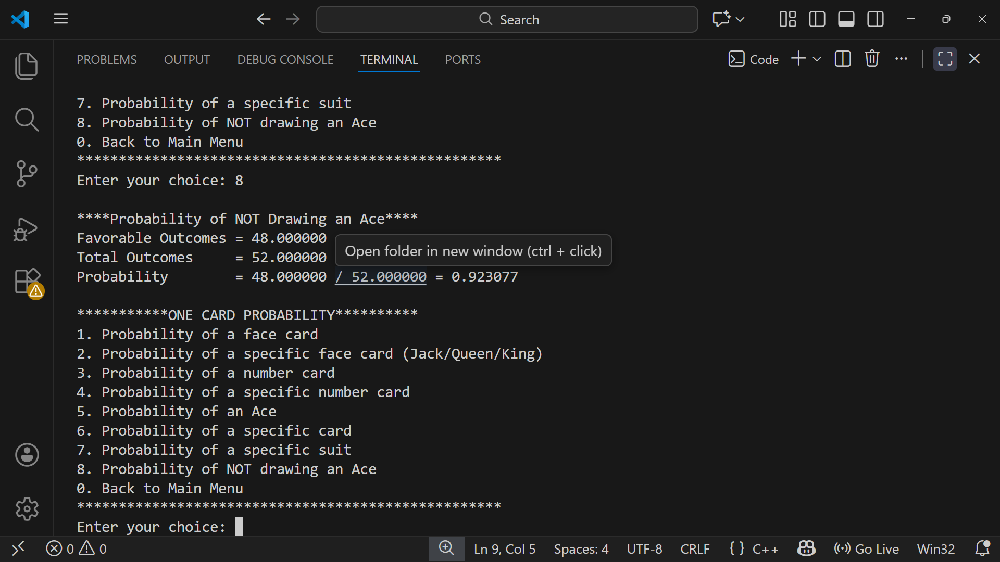 Search
PROBLEMS OUTPUT DEBUG CONSOLE TERMINAL PORTS Code
7. Probability of a specific suit
8. Probability of NOT drawing an Ace
0. Back to Main Menu
***************************************************
Enter your choice: 8
****Probability of NOT Drawing an Ace****
Favorable Outcomes = 48.000000
Open folder in new window (ctrl + click)
Total Outcomes     = 52.000000
Probability        = 48.000000 / 52.000000 = 0.923077
***********ONE CARD PROBABILITY**********
1. Probability of a face card
2. Probability of a specific face card (Jack/Queen/King)
3. Probability of a number card
4. Probability of a specific number card
5. Probability of an Ace
6. Probability of a specific card
7. Probability of a specific suit
8. Probability of NOT drawing an Ace
0. Back to Main Menu
***************************************************
Enter your choice:
0 0 Ln 9, Col 5 Spaces: 4 UTF-8 CRLF { } C++ Go Live Win32